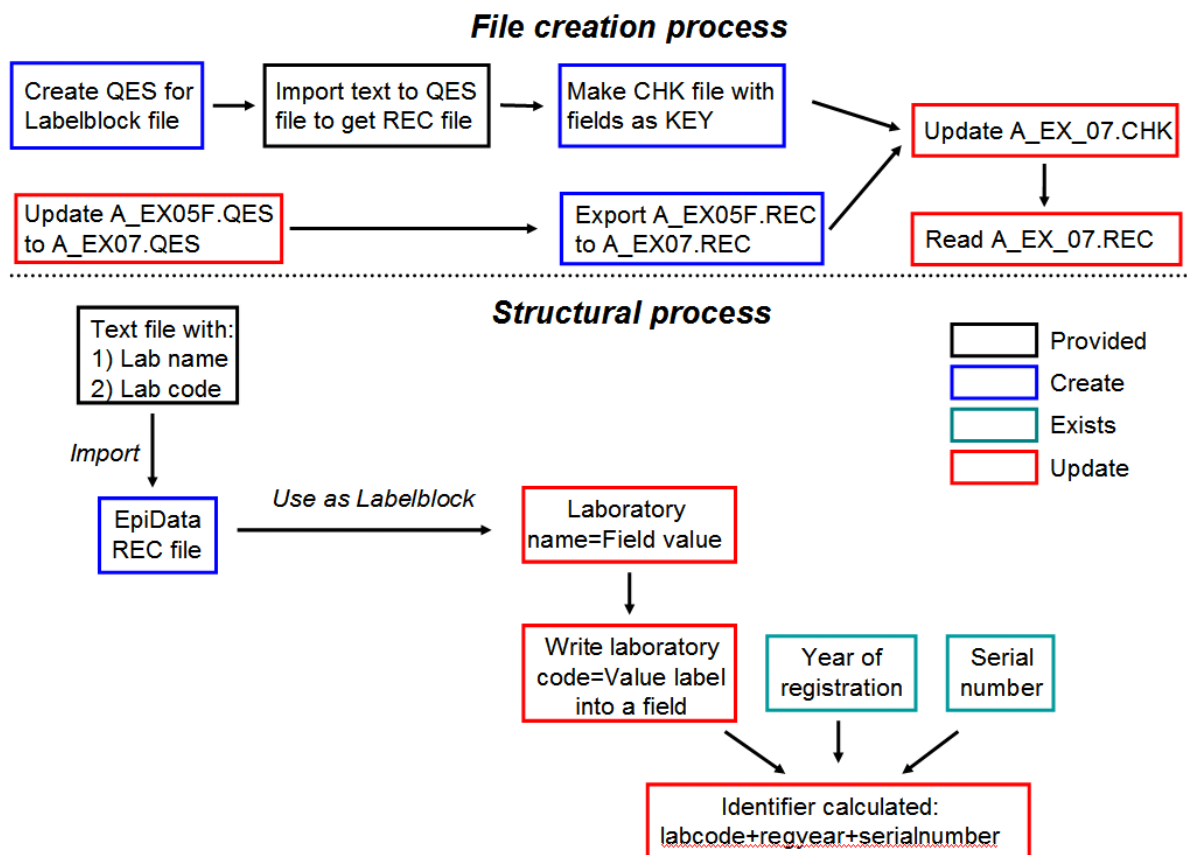 File creation process
Create QES for
Labelblock file
Import text to QES
file to get REC file
Make CHK file with
fields as KEY
Update A_EX_07.CHK
Update A_EX05F.QES
to A_EX07.QES
Export A_EX05F.REC
to A_EX07.REC
Read A_EX_07.REC
Structural process
Text file with:
1) Lab name
2) Lab code
Provided
Create
Exists
Update
Import
EpiData
REC file
Use as Labelblock
Laboratory
name=Field value
Write laboratory
code=Value label
into a field
Year of
registration
Serial
number
Identifier calculated:
labcode+regyear+serialnumber